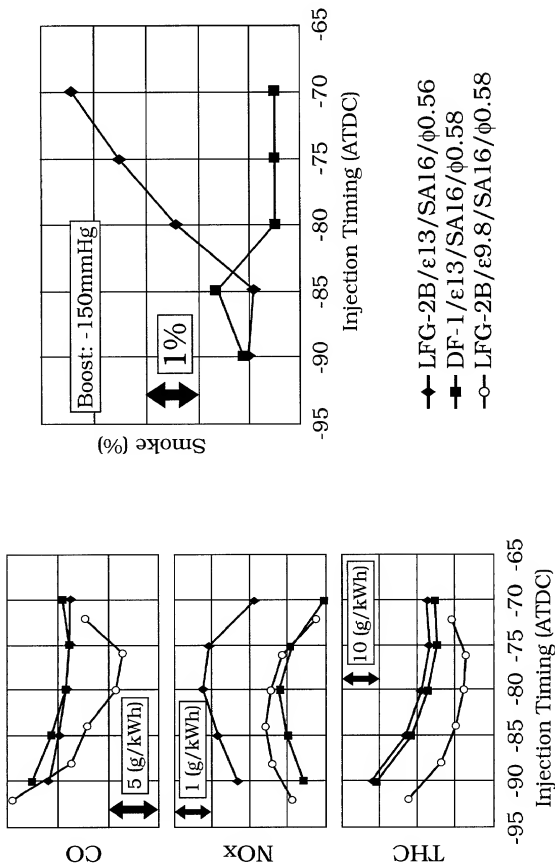 CO
5 (g/kWh)
NOx
1 (g/kWh)
THC
10 (g/kWh)
-95 -90 -85 -80 -75 -70 -65
Injection Timing (ATDC)
Smoke (%)
Boost: -150mmHg
1%
-95 -90 -85 -80 -75 -70 -65
Injection Timing (ATDC)
LFG-2B/ε13/SA16/φ0.56
DF-1/ε13/SA16/φ0.58
LFG-2B/ε9.8/SA16/φ0.58